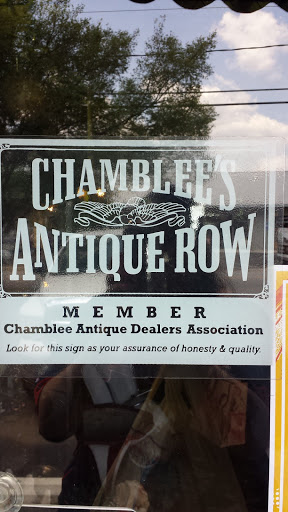 CHAMBLEE'S
ANTIQUE ROW
MEMBER
Chamblee Antique Dealers Association
Look for this sign as your assurance of honesty & quality.